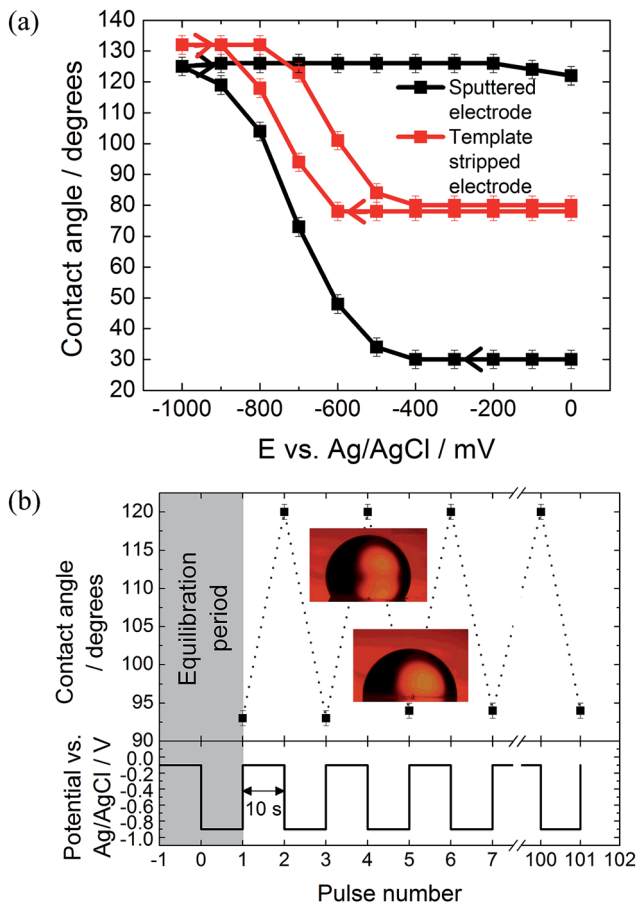 (a)
130
120
110
100
90
80
70
60
50
40
30
20
Contact angle / degrees
Sputtered
electrode
Template
stripped
electrode
-1000 -800 -600 -400 -200 0
E vs. Ag/AgCl / mV
(b)
120
115
110
105
100
95
90
Contact angle
/ degrees
Equilibration
period
0.0
-0.2
-0.4
-0.6
-0.8
-1.0
Potential vs.
Ag/AgCl / V
10 s
-1 0 1 2 3 4 5 6 7 100 101 102
Pulse number